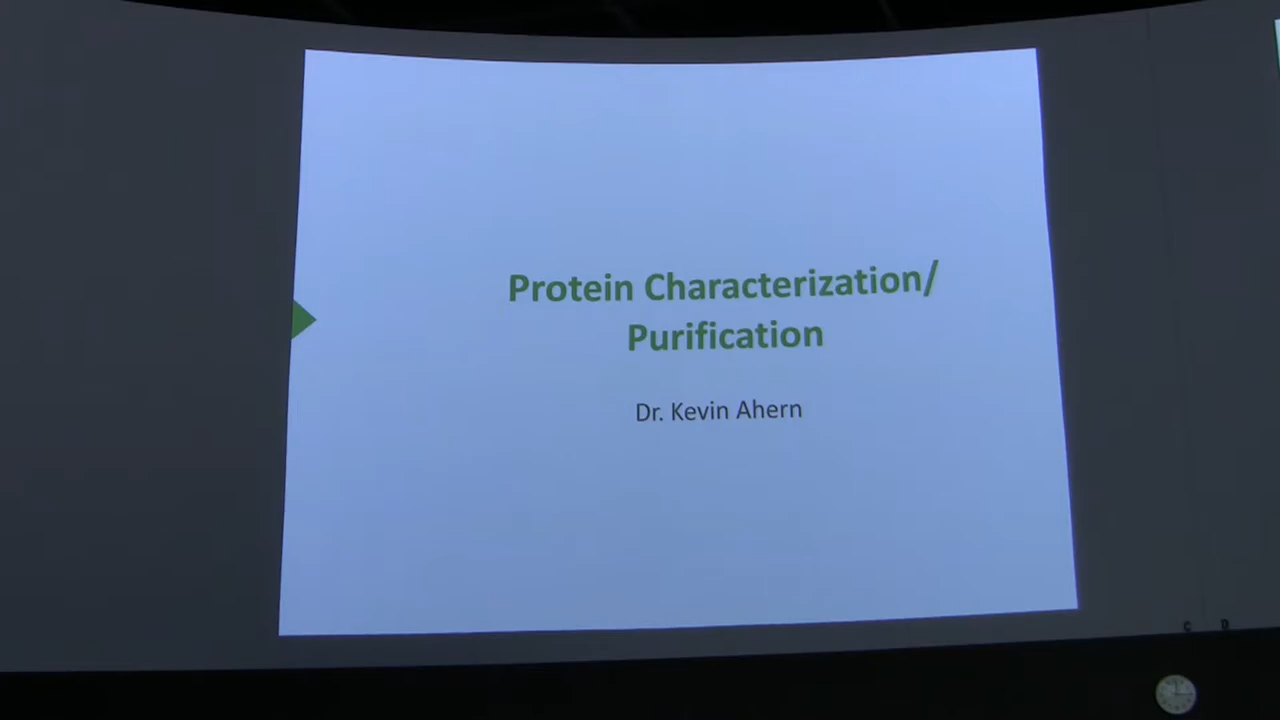 Protein Characterization/
Purification
Dr. Kevin Ahern
C D